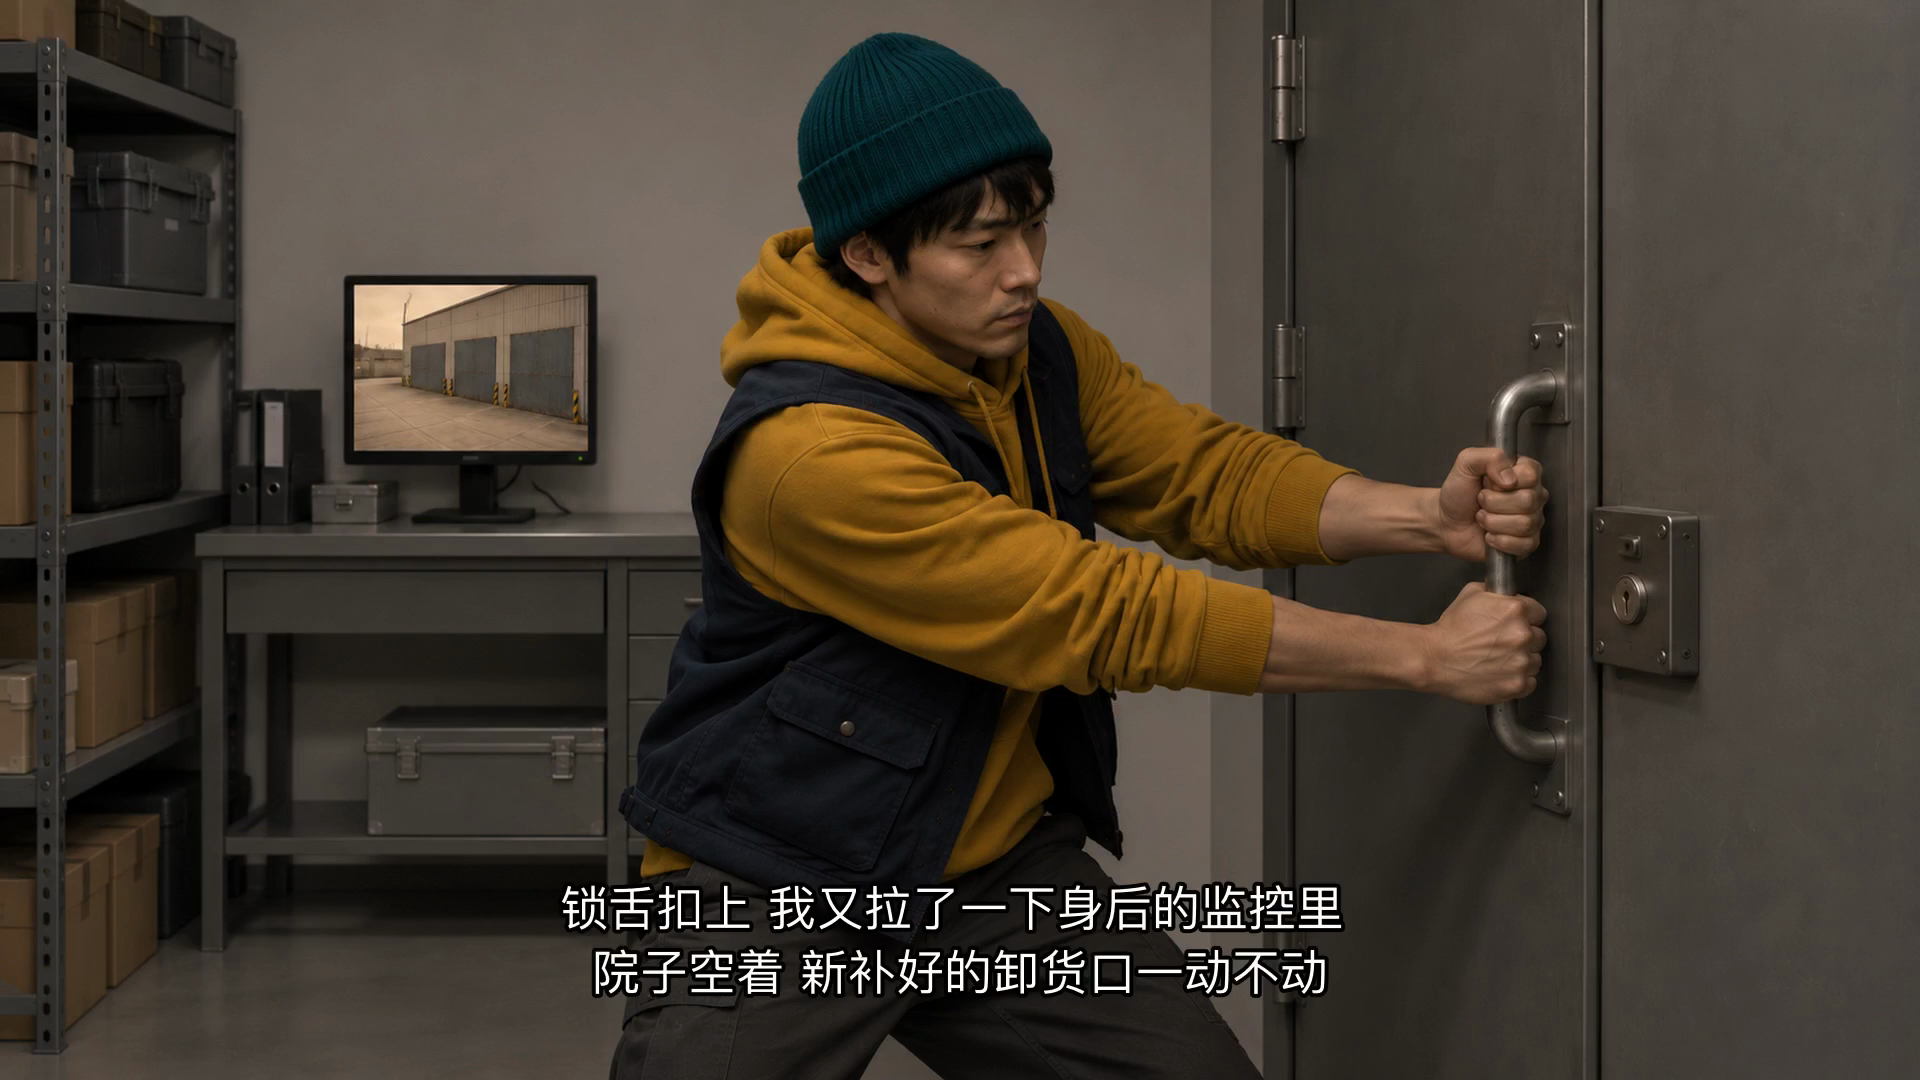 锁舌扣上 我又拉了一下身后的监控里
院子空着 新补好的卸货口一动不动